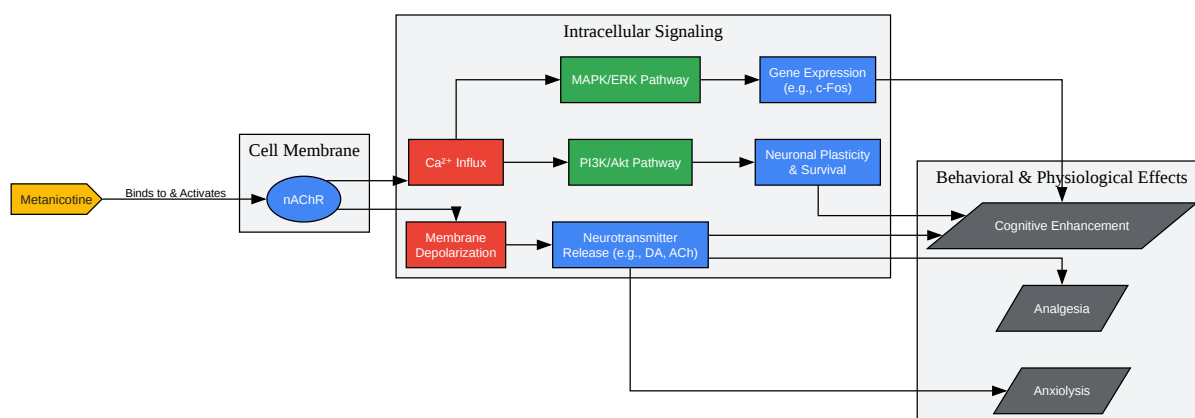 Intracellular Signaling
MAPK/ERK Pathway
Gene Expression
(e.g., c-Fos)
Cell Membrane
Ca²⁺ Influx
PI3K/Akt Pathway
Neuronal Plasticity
& Survival
Behavioral & Physiological Effects
Metanicotine
Binds to & Activates
nAChR
Cognitive Enhancement
Membrane
Depolarization
Neurotransmitter
Release (e.g., DA, ACh)
Analgesia
Anxiolysis